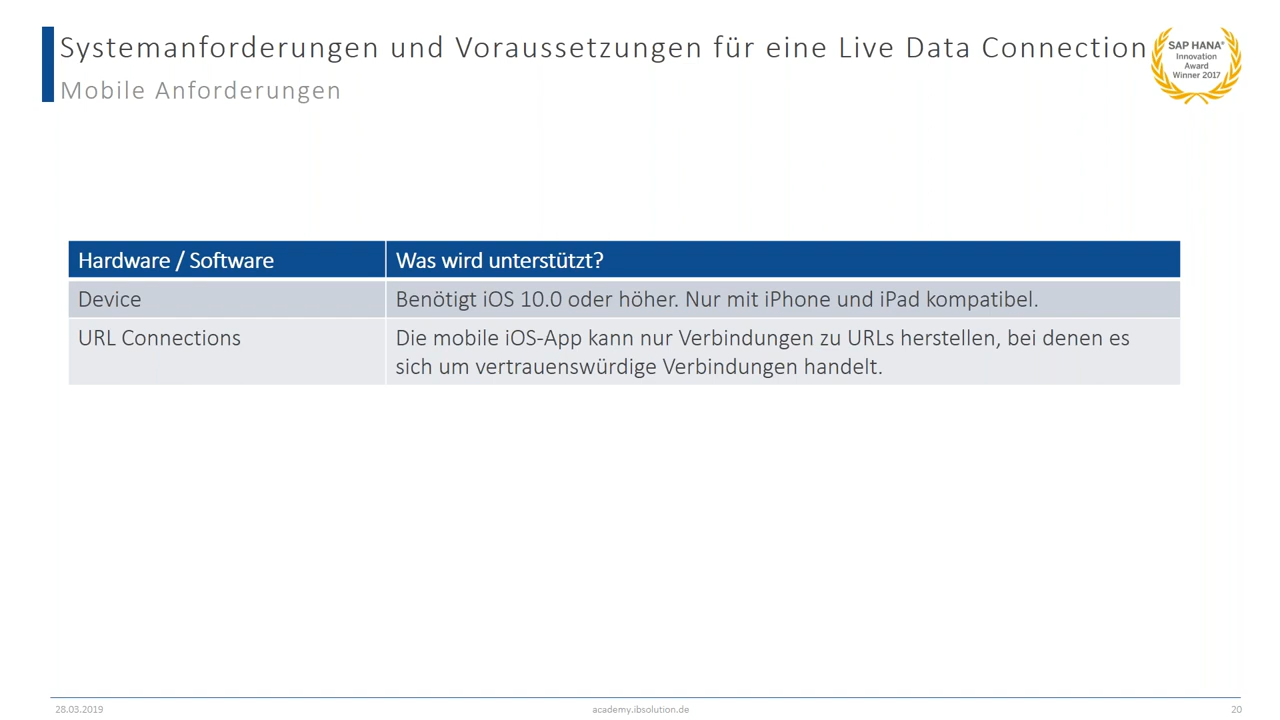 Systemanforderungen und Voraussetzungen für eine Live Data Connection
Mobile Anforderungen
SAP HANA®
Innovation
Award
Winner 2017
Hardware / Software
Was wird unterstützt?
Device
Benötigt iOS 10.0 oder höher. Nur mit iPhone und iPad kompatibel.
URL Connections
Die mobile iOS-App kann nur Verbindungen zu URLs herstellen, bei denen es
sich um vertrauenswürdige Verbindungen handelt.
28.03.2019
academy.ibsolution.de
20